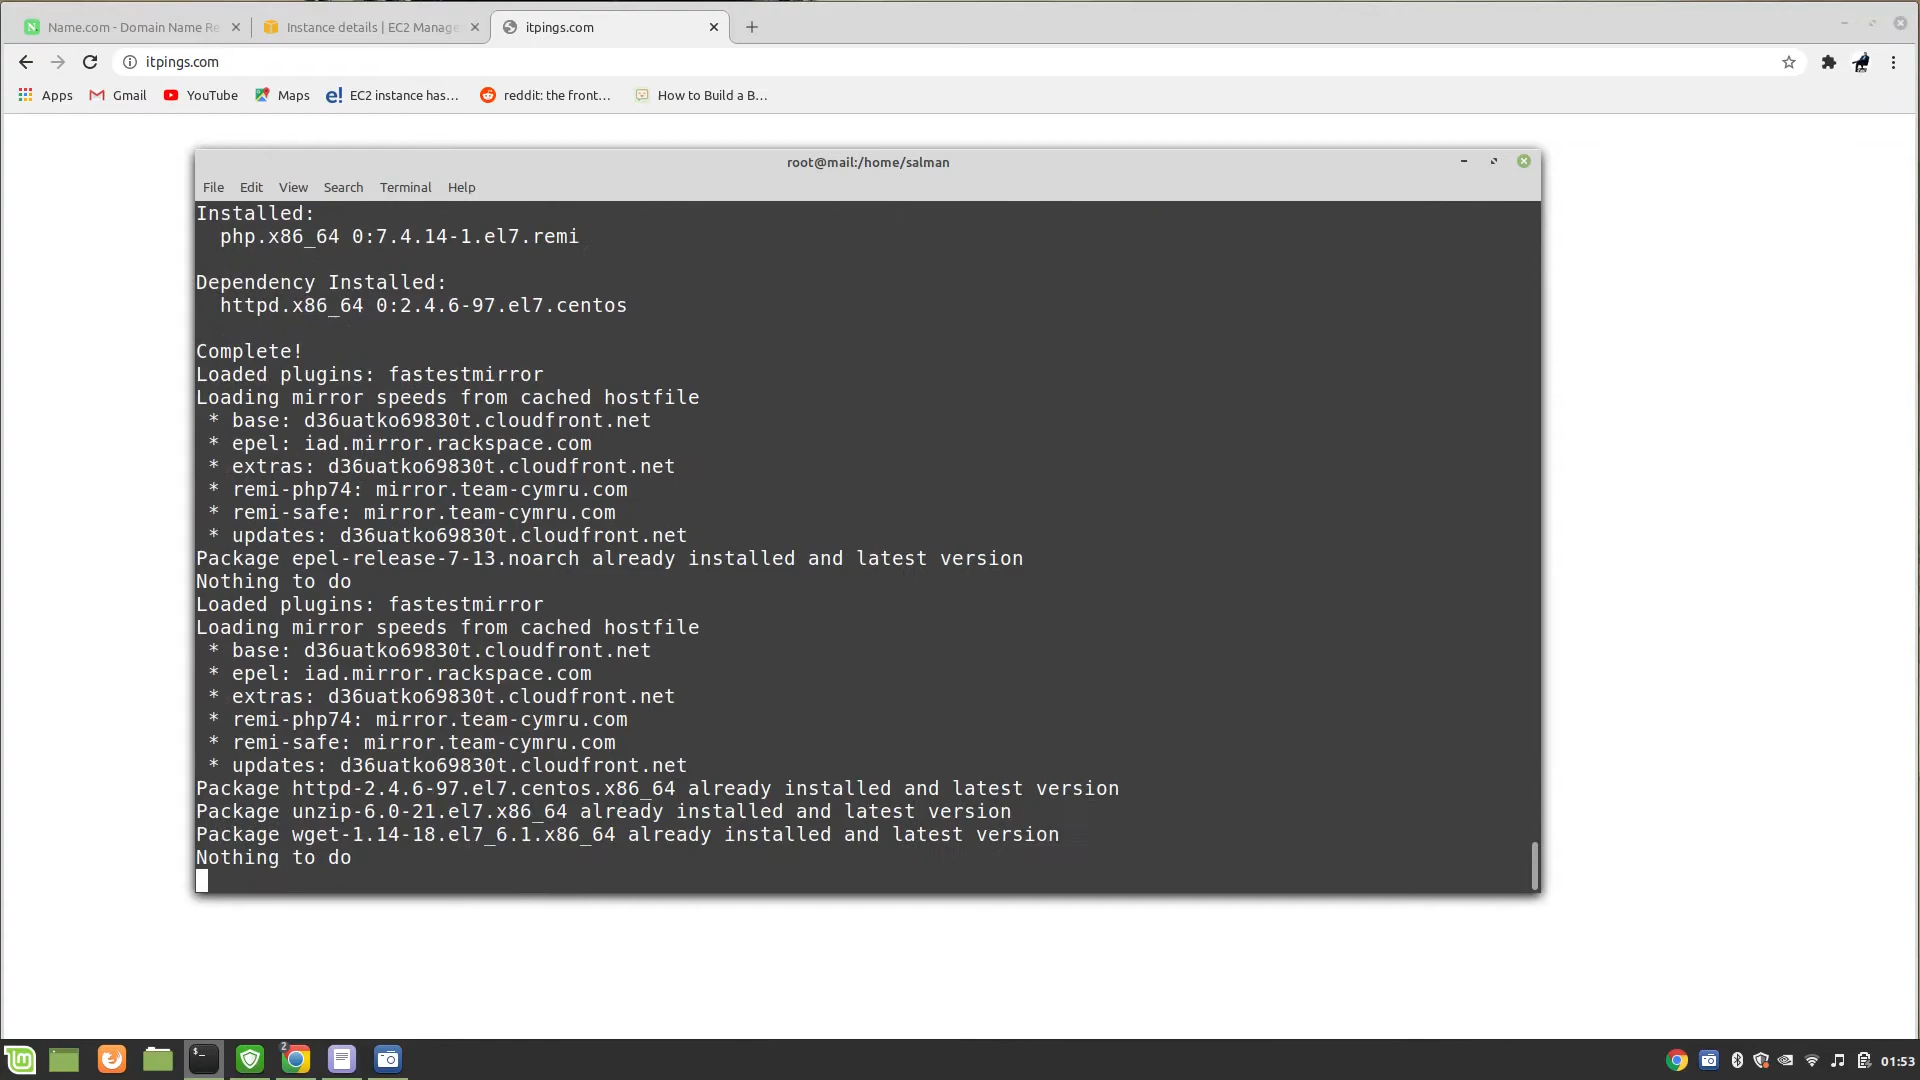 Name.com - Domain Name Re
Instance details | EC2 Manage
itpings.com
itpings.com
Apps
Gmail
YouTube
Maps
EC2 instance has...
reddit: the front...
How to Build a B...
root@mail:/home/salman
File Edit View Search Terminal Help
Installed:
php.x86_64 0:7.4.14-1.el7.remi
Dependency Installed:
httpd.x86_64 0:2.4.6-97.el7.centos
Complete!
Loaded plugins: fastestmirror
Loading mirror speeds from cached hostfile
* base: d36uatko69830t.cloudfront.net
* epel: iad.mirror.rackspace.com
* extras: d36uatko69830t.cloudfront.net
* remi-php74: mirror.team-cymru.com
* remi-safe: mirror.team-cymru.com
* updates: d36uatko69830t.cloudfront.net
Package epel-release-7-13.noarch already installed and latest version
Nothing to do
Loaded plugins: fastestmirror
Loading mirror speeds from cached hostfile
* base: d36uatko69830t.cloudfront.net
* epel: iad.mirror.rackspace.com
* extras: d36uatko69830t.cloudfront.net
* remi-php74: mirror.team-cymru.com
* remi-safe: mirror.team-cymru.com
* updates: d36uatko69830t.cloudfront.net
Package httpd-2.4.6-97.el7.centos.x86_64 already installed and latest version
Package unzip-6.0-21.el7.x86_64 already installed and latest version
Package wget-1.14-18.el7_6.1.x86_64 already installed and latest version
Nothing to do
2
01:53